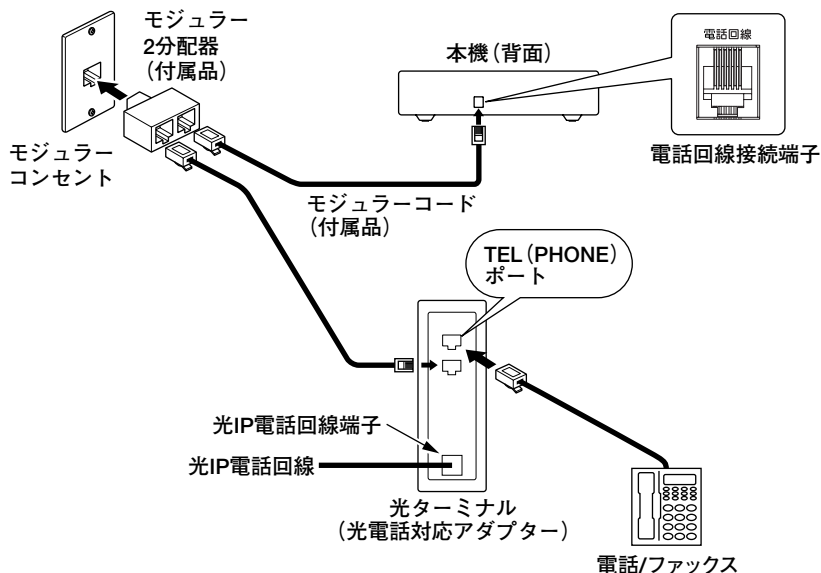 モジュラー
2分配器
（付属品）
モジュラー
コンセント
本機（背面）
電話回線
電話回線接続端子
モジュラーコード
（付属品）
TEL（PHONE）
ポート
光IP電話回線端子
光IP電話回線
光ターミナル
（光電話対応アダプター）
電話/ファックス